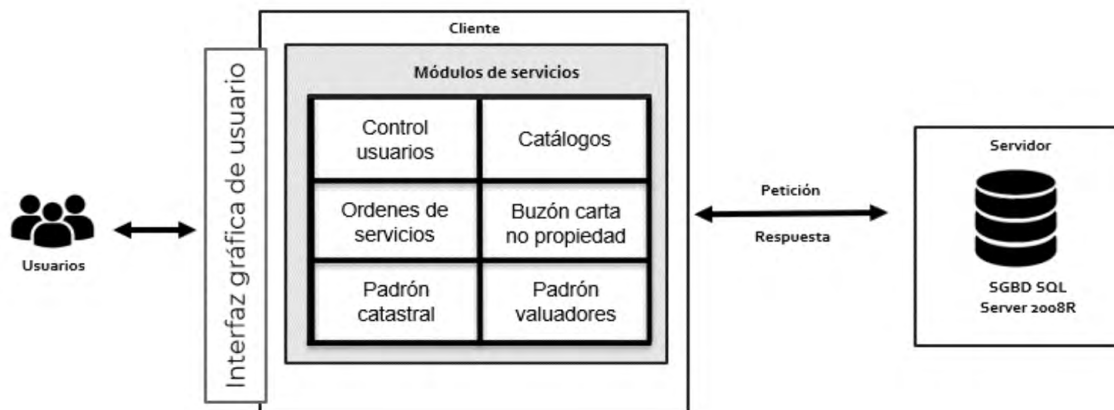 Cliente
Módulos de servicios
Interfaz gráfica de usuario
Control
usuarios
Catálogos
Ordenes de
servicios
Buzón carta
no propiedad
Padrón
catastral
Padrón
valuadores
Usuarios
Petición
Respuesta
Servidor
SGBD SQL
Server 2008R